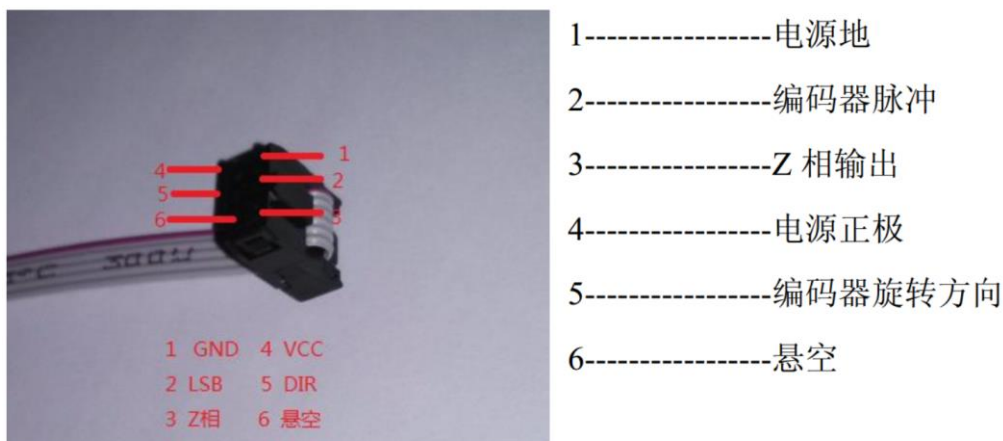 1-----------------电源地
2-----------------编码器脉冲
3-----------------Z 相输出
4-----------------电源正极
5-----------------编码器旋转方向
6-----------------悬空
1
2
3
4
5
6
300V
1 GND 4 VCC
2 LSB 5 DIR
3 Z相 6 悬空